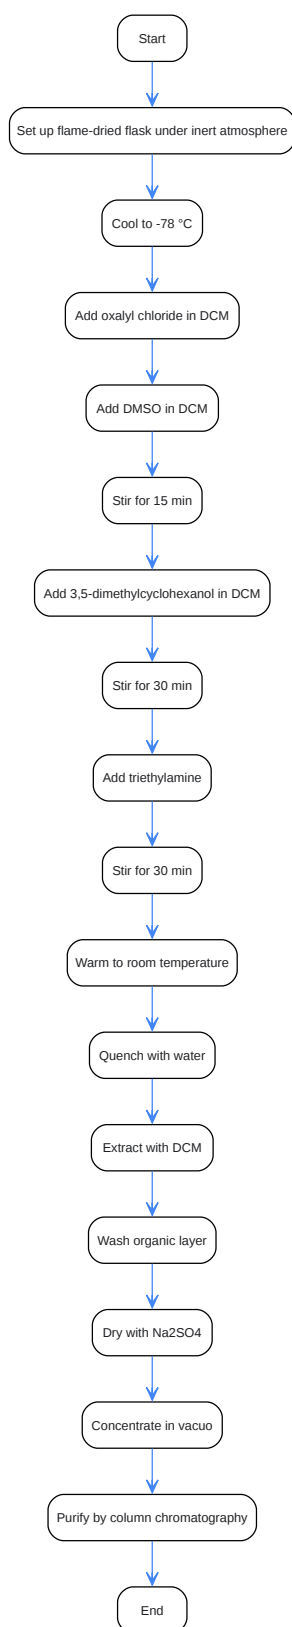 Start
Set up flame-dried flask under inert atmosphere
Cool to -78 °C
Add oxalyl chloride in DCM
Add DMSO in DCM
Stir for 15 min
Add 3,5-dimethylcyclohexanol in DCM
Stir for 30 min
Add triethylamine
Stir for 30 min
Warm to room temperature
Quench with water
Extract with DCM
Wash organic layer
Dry with Na2SO4
Concentrate in vacuo
Purify by column chromatography
End